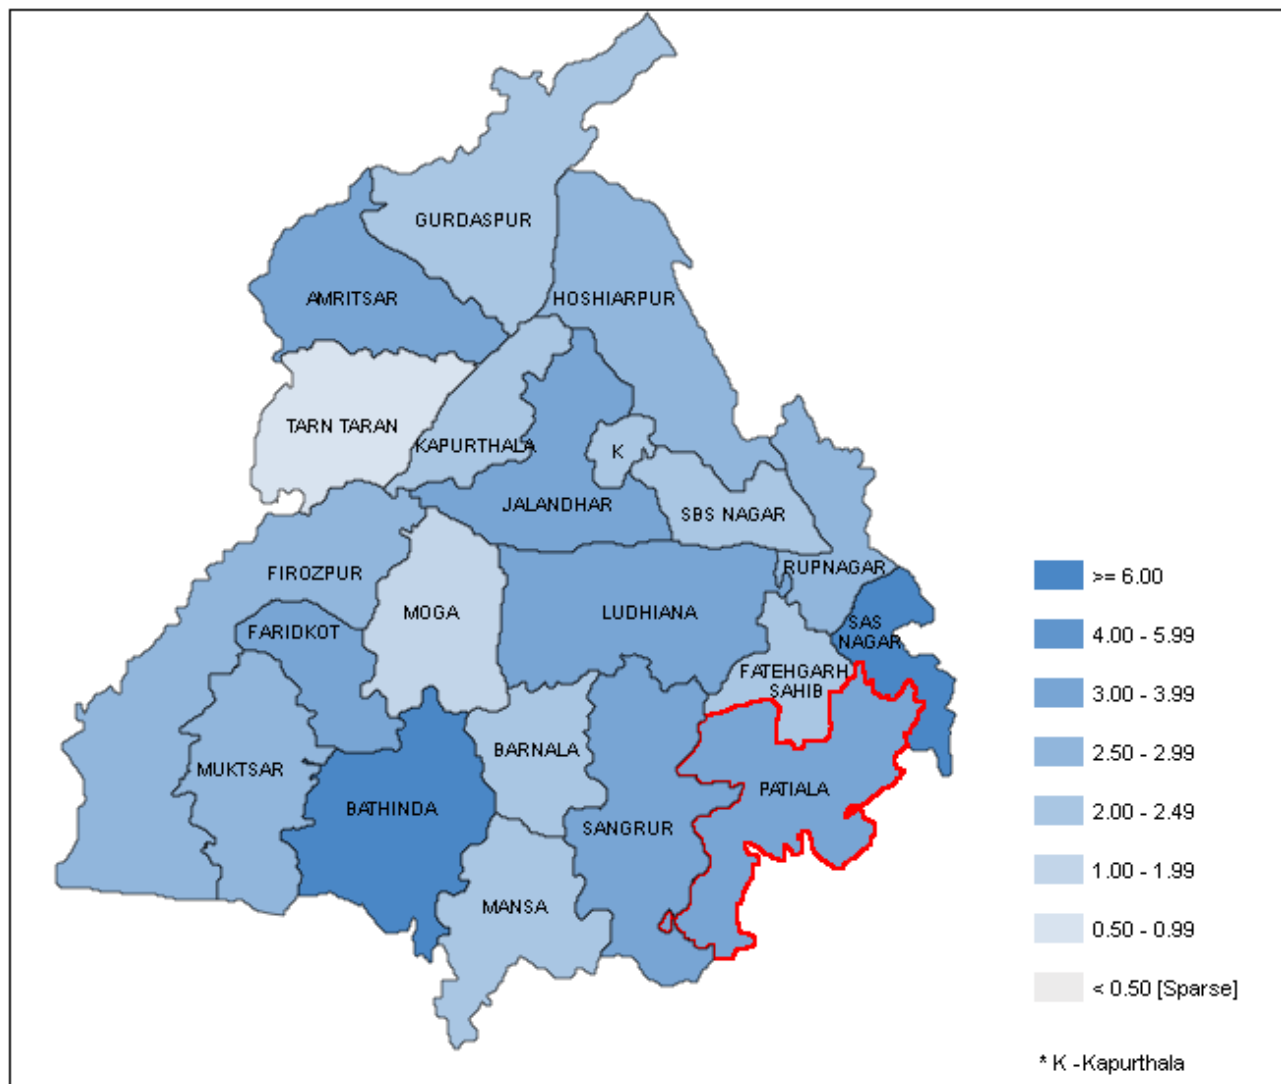 GURDASPUR
AMRITSAR
HOSHIARPUR
TARN TARAN
KAPURTHALA
K
JALANDHAR
SBS NAGAR
FIROZPUR
RUPNAGAR
MOGA
LUDHIANA
FARIDKOT
SAS
NAGAR
FATEHGARH
SAHIB
BARNALA
MUKTSAR
PATIALA
BATHINDA
SANGRUR
MANSA
>= 6.00
4.00 - 5.99
3.00 - 3.99
2.50 - 2.99
2.00 - 2.49
1.00 - 1.99
0.50 - 0.99
< 0.50 [Sparse]
* K -Kapurthala